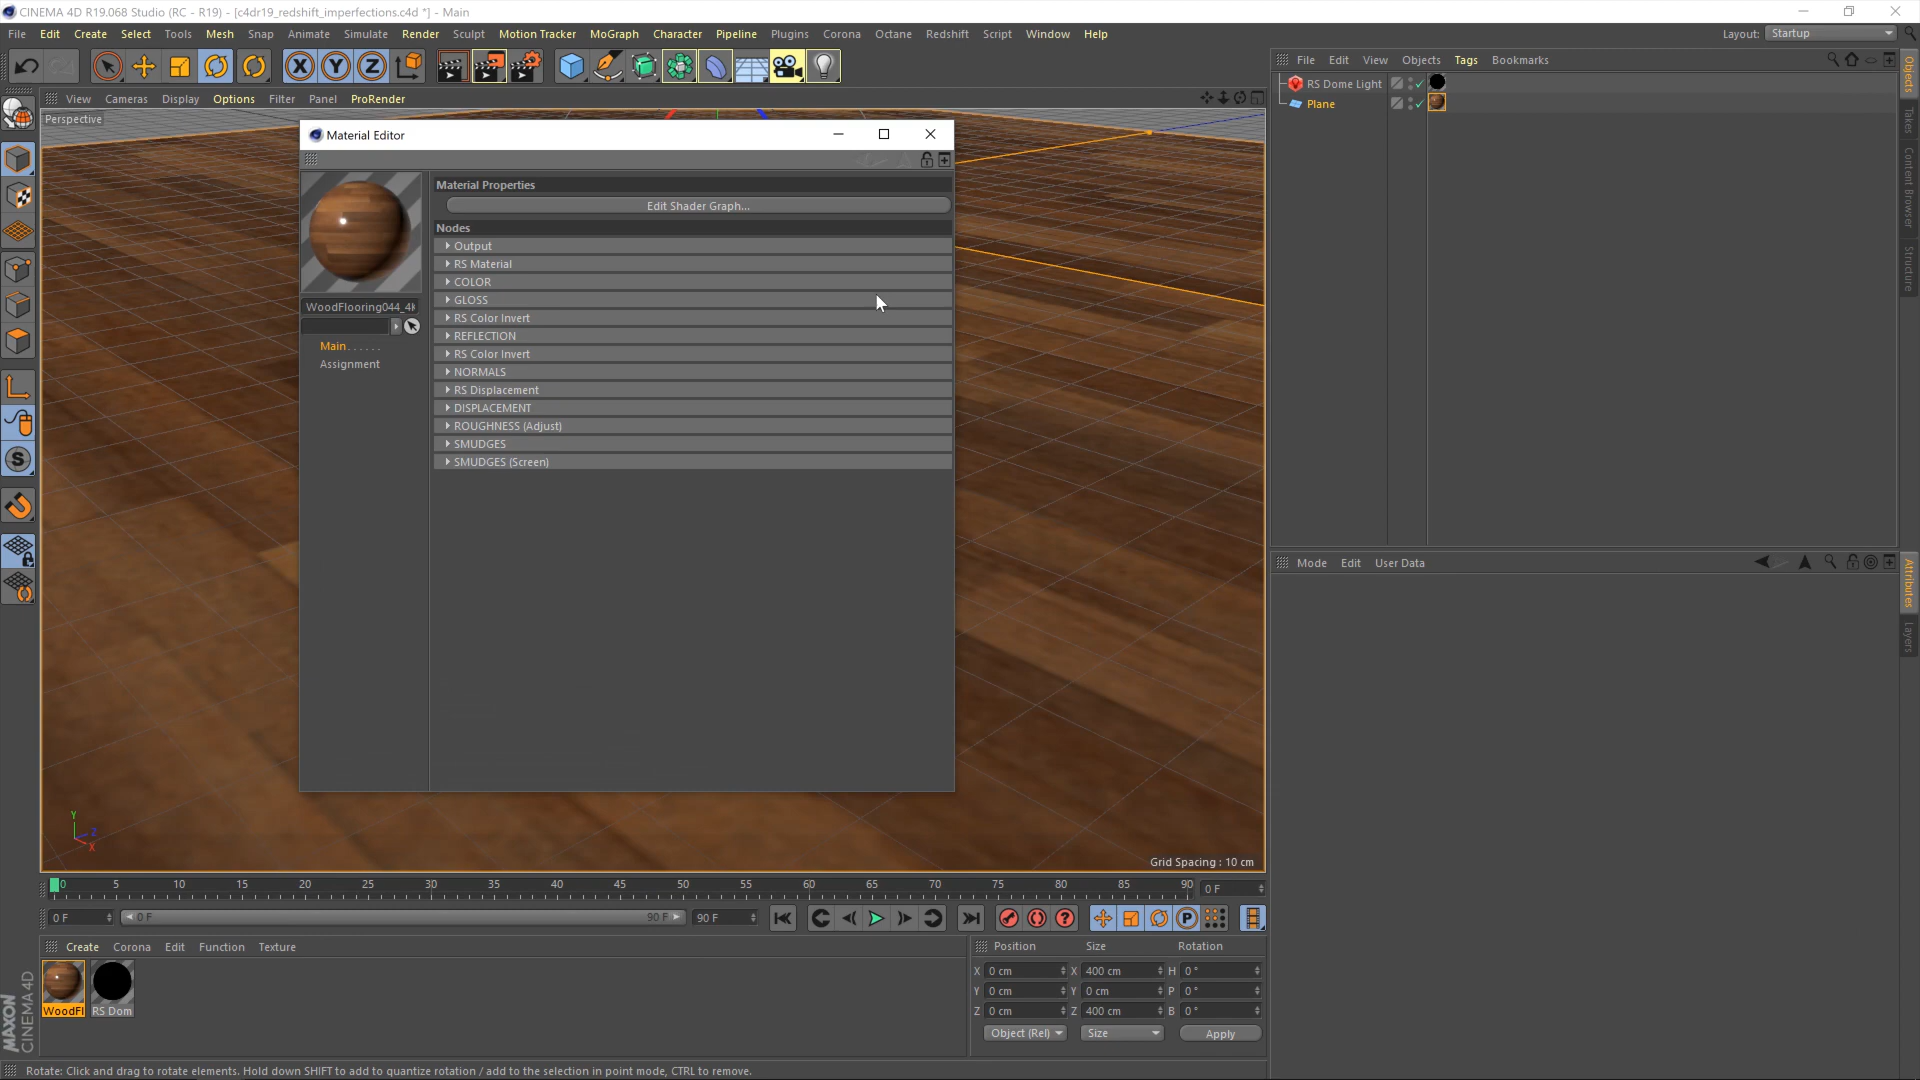 CINEMA 4D R19.068 Studio (RC - R19) - [c4dr19_redshift_imperfections.c4d *] - Main
File Edit Create Select Tools Mesh Snap Animate Simulate Render Sculpt Motion Tracker MoGraph Character Pipeline Plugins Corona Octane Redshift Script Window Help
Layout: Startup
X Y Z
View Cameras Display Options Filter Panel ProRender
Perspective
Material Editor
Material Properties
Edit Shader Graph...
Nodes
Output
RS Material
COLOR
GLOSS
RS Color Invert
REFLECTION
RS Color Invert
NORMALS
RS Displacement
DISPLACEMENT
ROUGHNESS (Adjust)
SMUDGES
SMUDGES (Screen)
WoodFlooring044_4k
Main . . . . . .
Assignment
File Edit View Objects Tags Bookmarks
RS Dome Light
Plane
Objects
Takes
Content Browser
Structure
Mode Edit User Data
Attributes
Layers
S
Y
Z
X
Grid Spacing : 10 cm
0 5 10 15 20 25 30 35 40 45 50 55 60 65 70 75 80 85 90
0 F
0 F 0 F 90 F 90 F
P
Create Corona Edit Function Texture
WoodFl RS Dom
Position Size Rotation
X 0 cm X 400 cm H 0 °
Y 0 cm Y 0 cm P 0 °
Z 0 cm Z 400 cm B 0 °
Object (Rel) Size Apply
MAXON
CINEMA 4D
Rotate: Click and drag to rotate elements. Hold down SHIFT to add to quantize rotation / add to the selection in point mode, CTRL to remove.